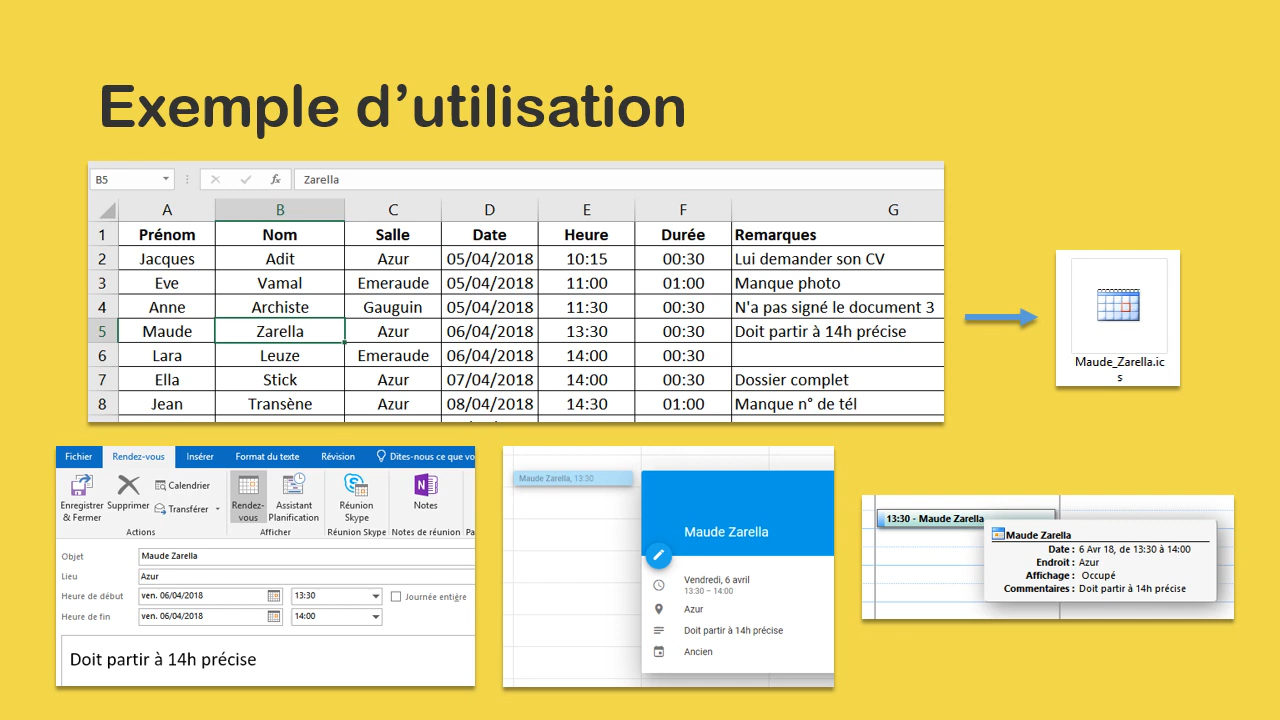 Exemple d’utilisation
B5 fx Zarella
A B C D E F G
1 Prénom Nom Salle Date Heure Durée Remarques
2 Jacques Adit Azur 05/04/2018 10:15 00:30 Lui demander son CV
3 Eve Vamal Emeraude 05/04/2018 11:00 01:00 Manque photo
4 Anne Archiste Gauguin 05/04/2018 11:30 00:30 N'a pas signé le document 3
5 Maude Zarella Azur 06/04/2018 13:30 00:30 Doit partir à 14h précise
6 Lara Leuze Emeraude 06/04/2018 14:00 00:30
7 Ella Stick Azur 07/04/2018 14:00 00:30 Dossier complet
8 Jean Transène Azur 08/04/2018 14:30 01:00 Manque n° de tél
Maude_Zarella.ic
s
Fichier Rendez-vous Insérer Format du texte Révision Dites-nous ce que vo
Enregistrer
& Fermer
Supprimer
Calendrier
Transférer
Rendez-
vous
Assistant
Planification
Réunion
Skype
Notes
Actions Afficher Réunion Skype Notes de réunion Pa
Objet Maude Zarella
Lieu Azur
Heure de début ven. 06/04/2018 13:30 Journée entière
Heure de fin ven. 06/04/2018 14:00
Doit partir à 14h précise
Maude Zarella, 13:30
Maude Zarella
Vendredi, 6 avril
13:30 – 14:00
Azur
Doit partir à 14h précise
Ancien
13:30 - Maude Zarella
Maude Zarella
Date : 6 Avr 18, de 13:30 à 14:00
Endroit : Azur
Affichage : Occupé
Commentaires : Doit partir à 14h précise